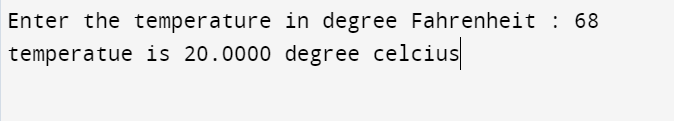 Enter the temperature in degree Fahrenheit : 68
temperatue is 20.0000 degree celcius